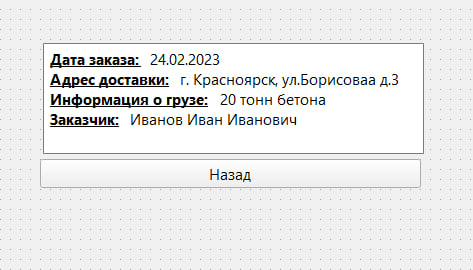 Дата заказа: 24.02.2023
Адрес доставки: г. Красноярск, ул.Борисоваа д.3
Информация о грузе: 20 тонн бетона
Заказчик: Иванов Иван Иванович
Назад